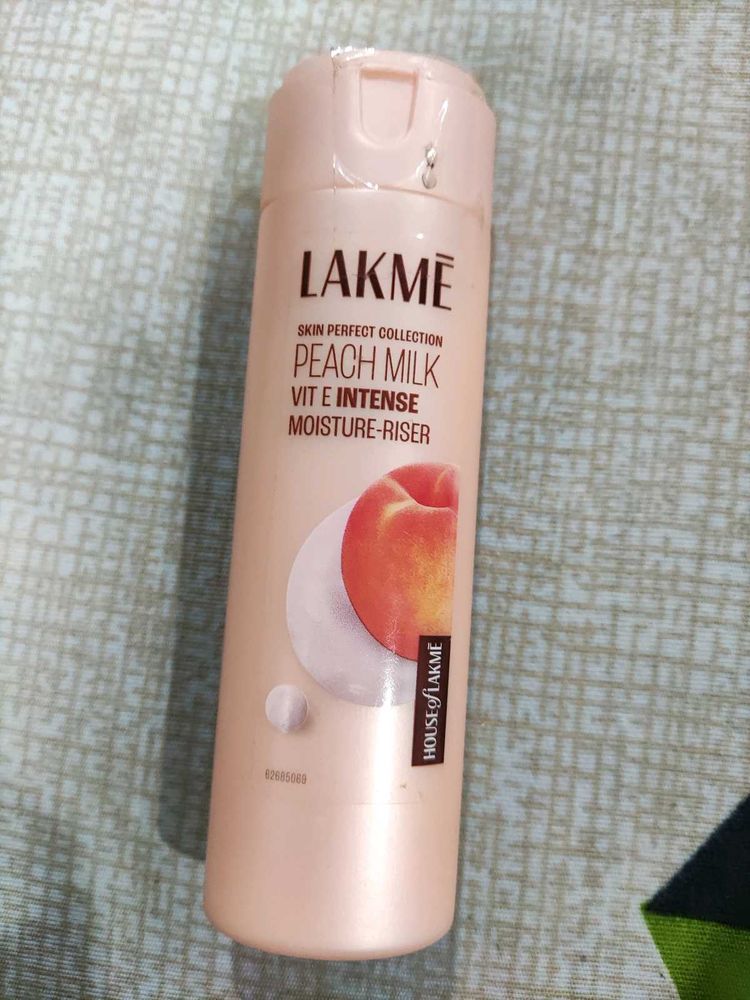 LAKMĒ
SKIN PERFECT COLLECTION
PEACH MILK
VIT E INTENSE
MOISTURE-RISER
HOUSE of LAKMĒ
62685069